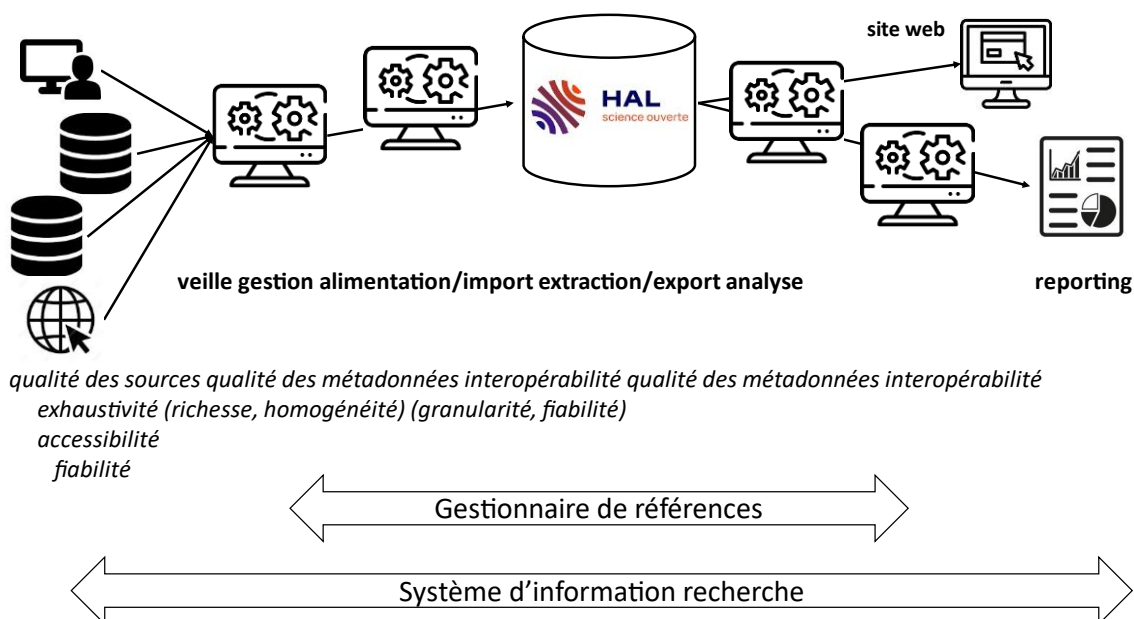 site web
HAL
science ouverte
veille gestion alimentation/import extraction/export analyse
reporting
qualité des sources qualité des métadonnées interopérabilité qualité des métadonnées interopérabilité
exhaustivité (richesse, homogénéité) (granularité, fiabilité)
accessibilité
fiabilité
Gestionnaire de références
Système d’information recherche